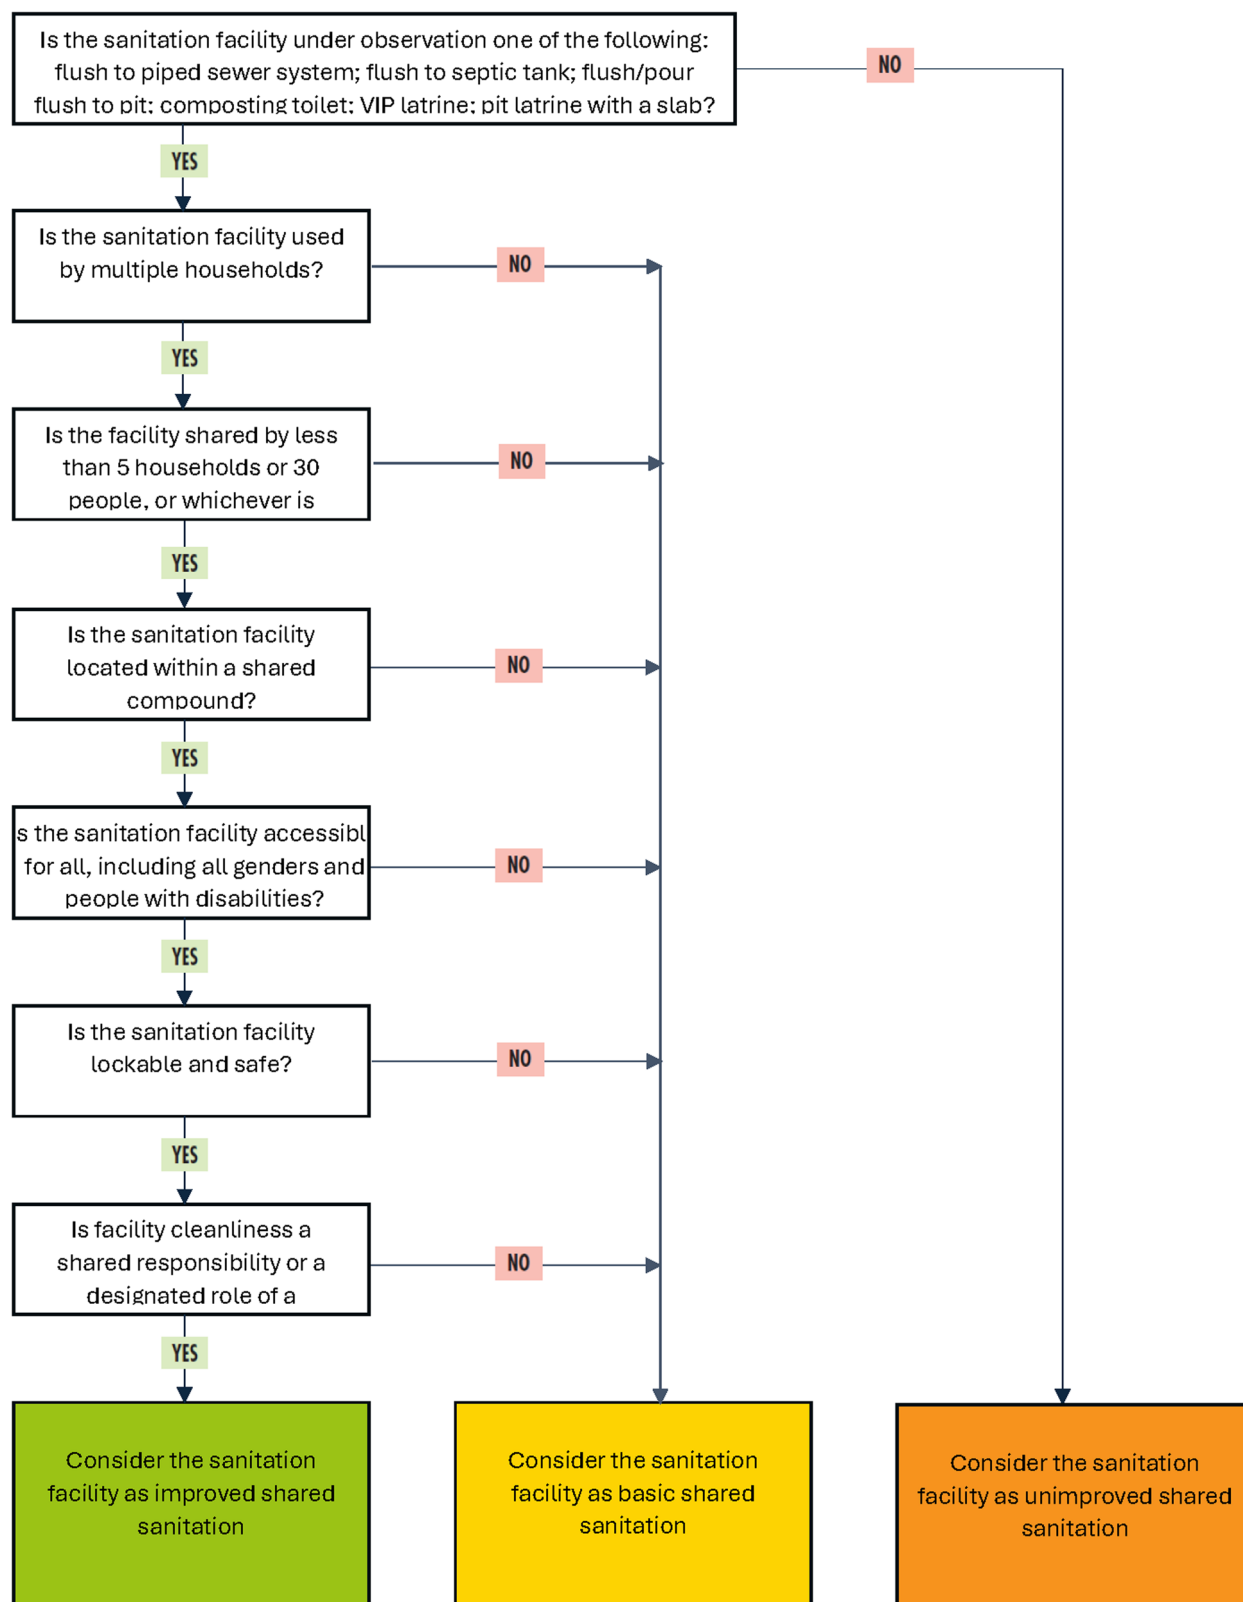 Is the sanitation facility under observation one of the following:
flush to piped sewer system; flush to septic tank; flush/pour
flush to pit; composting toilet; VIP latrine; pit latrine with a slab?
NO
YES
Is the sanitation facility used
by multiple households?
NO
YES
Is the facility shared by less
than 5 households or 30
people, or whichever is
NO
YES
Is the sanitation facility
located within a shared
compound?
NO
YES
s the sanitation facility accessibl
for all, including all genders and
people with disabilities?
NO
YES
Is the sanitation facility
lockable and safe?
NO
YES
Is facility cleanliness a
shared responsibility or a
designated role of a
NO
YES
Consider the sanitation
facility as improved shared
sanitation
Consider the sanitation
facility as basic shared
sanitation
Consider the sanitation
facility as unimproved shared
sanitation